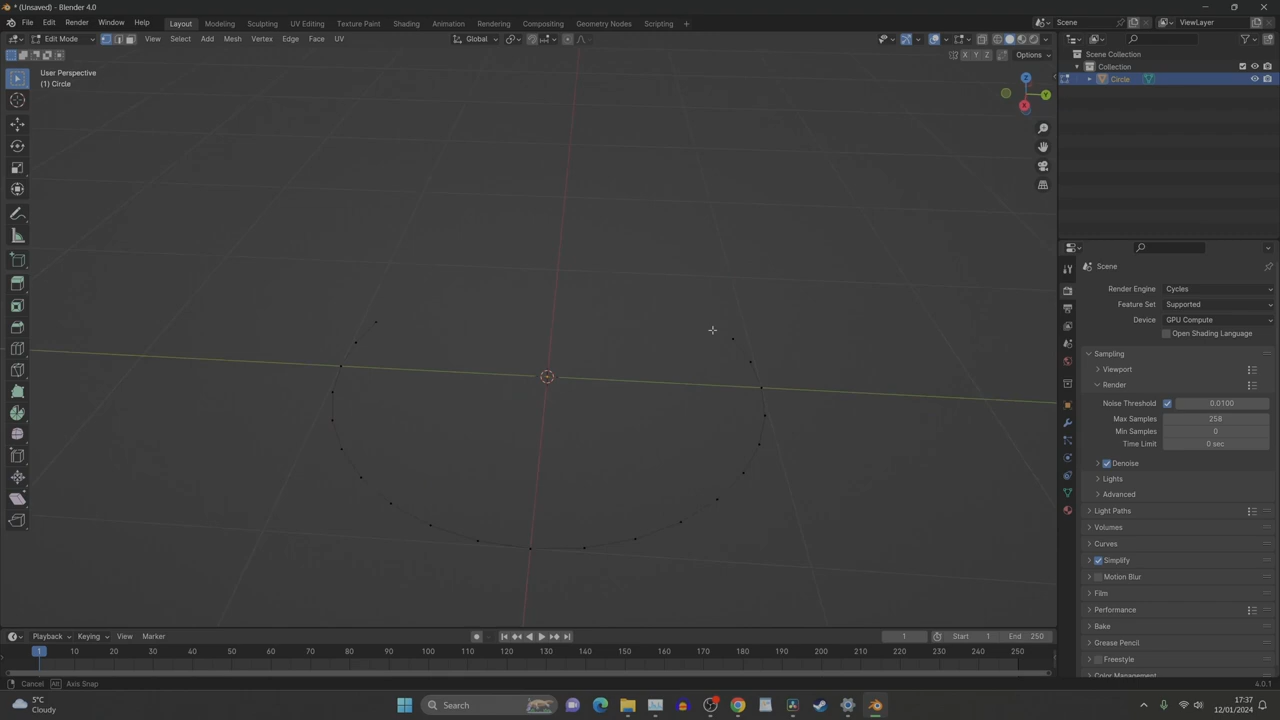 * (Unsaved) - Blender 4.0
File Edit Render Window Help Layout Modeling Sculpting UV Editing Texture Paint Shading Animation Rendering Compositing Geometry Nodes Scripting + Scene ViewLayer
Edit Mode View Select Add Mesh Vertex Edge Face UV Global
X Y Z Options
User Perspective
(1) Circle
Z
Y
X
Scene Collection
Collection
Circle
Scene
Render Engine Cycles
Feature Set Supported
Device GPU Compute
Open Shading Language
Sampling
Viewport
Render
Noise Threshold 0.0100
Max Samples 258
Min Samples 0
Time Limit 0 sec
Denoise
Lights
Advanced
Light Paths
Volumes
Curves
Simplify
Motion Blur
Film
Performance
Bake
Grease Pencil
Freestyle
Color Management
Playback Keying View Marker 1 Start 1 End 250
1 10 20 30 40 50 60 70 80 90 100 110 120 130 140 150 160 170 180 190 200 210 220 230 240 250
Cancel Alt Axis Snap 4.0.1
5°C
Cloudy
Search
17:37
12/01/2024